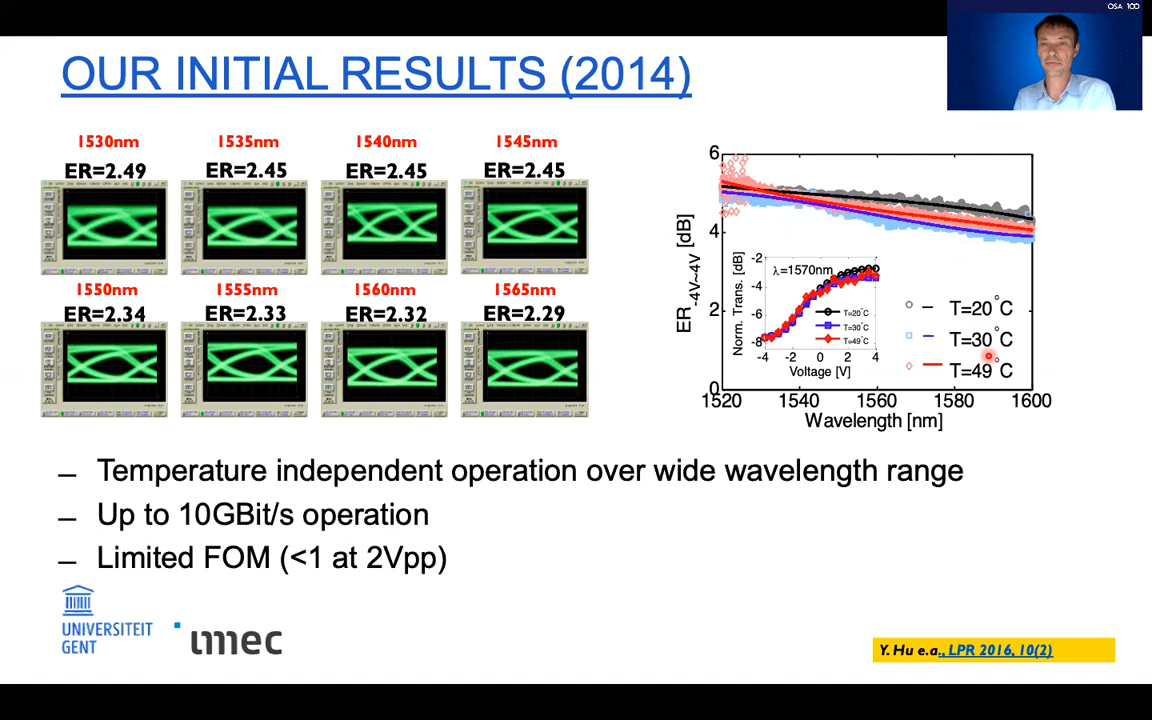 OSA 100
OUR INITIAL RESULTS (2014)
1530nm 1535nm 1540nm 1545nm
ER=2.49 ER=2.45 ER=2.45 ER=2.45
1550nm 1555nm 1560nm 1565nm
ER=2.34 ER=2.33 ER=2.32 ER=2.29
6
4
2
0
ER-4V~4V [dB]
1520 1540 1560 1580 1600
Wavelength [nm]
T=20°C
T=30°C
T=49°C
Norm. Trans. [dB]
-2
-4
-6
-8
λ=1570nm
T=20°C
T=30°C
T=49°C
-4 -2 0 2 4
Voltage [V]
– Temperature independent operation over wide wavelength range
– Up to 10GBit/s operation
– Limited FOM (<1 at 2Vpp)
UNIVERSITEIT
GENT
imec
Y. Hu e.a., LPR 2016, 10(2)